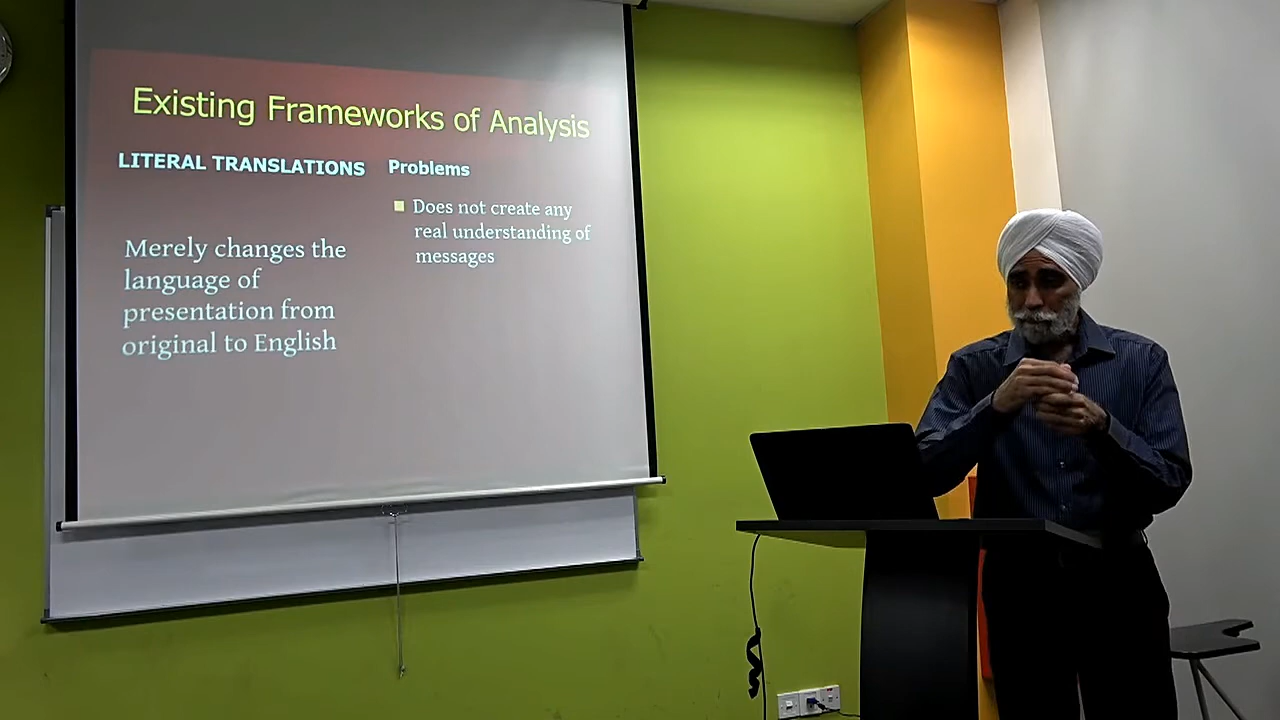 Existing Frameworks of Analysis
LITERAL TRANSLATIONS
Merely changes the
language of
presentation from
original to English
Problems
Does not create any
real understanding of
messages